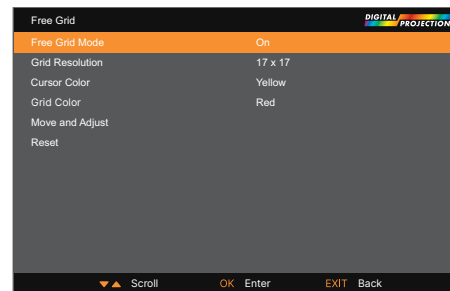 Free Grid
DIGITAL
PROJECTION
Free Grid Mode On
Grid Resolution 17 x 17
Cursor Color Yellow
Grid Color Red
Move and Adjust
Reset
▼▲ Scroll OK Enter EXIT Back